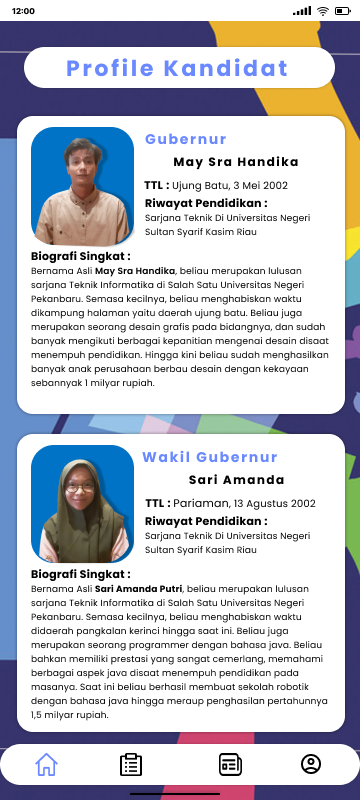 12:00
Profile Kandidat
Gubernur
May Sra Handika
TTL : Ujung Batu, 3 Mei 2002
Riwayat Pendidikan :
Sarjana Teknik Di Universitas Negeri
Sultan Syarif Kasim Riau
Biografi Singkat :
Bernama Asli May Sra Handika, beliau merupakan lulusan
sarjana Teknik Informatika di Salah Satu Universitas Negeri
Pekanbaru. Semasa kecilnya, beliau menghabiskan waktu
dikampung halaman yaitu daerah ujung batu. Beliau juga
merupakan seorang desain grafis pada bidangnya, dan sudah
banyak mengikuti berbagai kepanitian mengenai desain disaat
menempuh pendidikan. Hingga kini beliau sudah menghasilkan
banyak anak perusahaan berbau desain dengan kekayaan
sebannyak 1 milyar rupiah.
Wakil Gubernur
Sari Amanda
TTL : Pariaman, 13 Agustus 2002
Riwayat Pendidikan :
Sarjana Teknik Di Universitas Negeri
Sultan Syarif Kasim Riau
Biografi Singkat :
Bernama Asli Sari Amanda Putri, beliau merupakan lulusan
sarjana Teknik Informatika di Salah Satu Universitas Negeri
Pekanbaru. Semasa kecilnya, beliau menghabiskan waktu
didaerah pangkalan kerinci hingga saat ini. Beliau juga
merupakan seorang programmer dengan bahasa java. Beliau
bahkan memiliki prestasi yang sangat cemerlang, memahami
berbagai aspek java disaat menempuh pendidikan pada
masanya. Saat ini beliau berhasil membuat sekolah robotik
dengan bahasa java hingga meraup penghasilan pertahunnya
1,5 milyar rupiah.